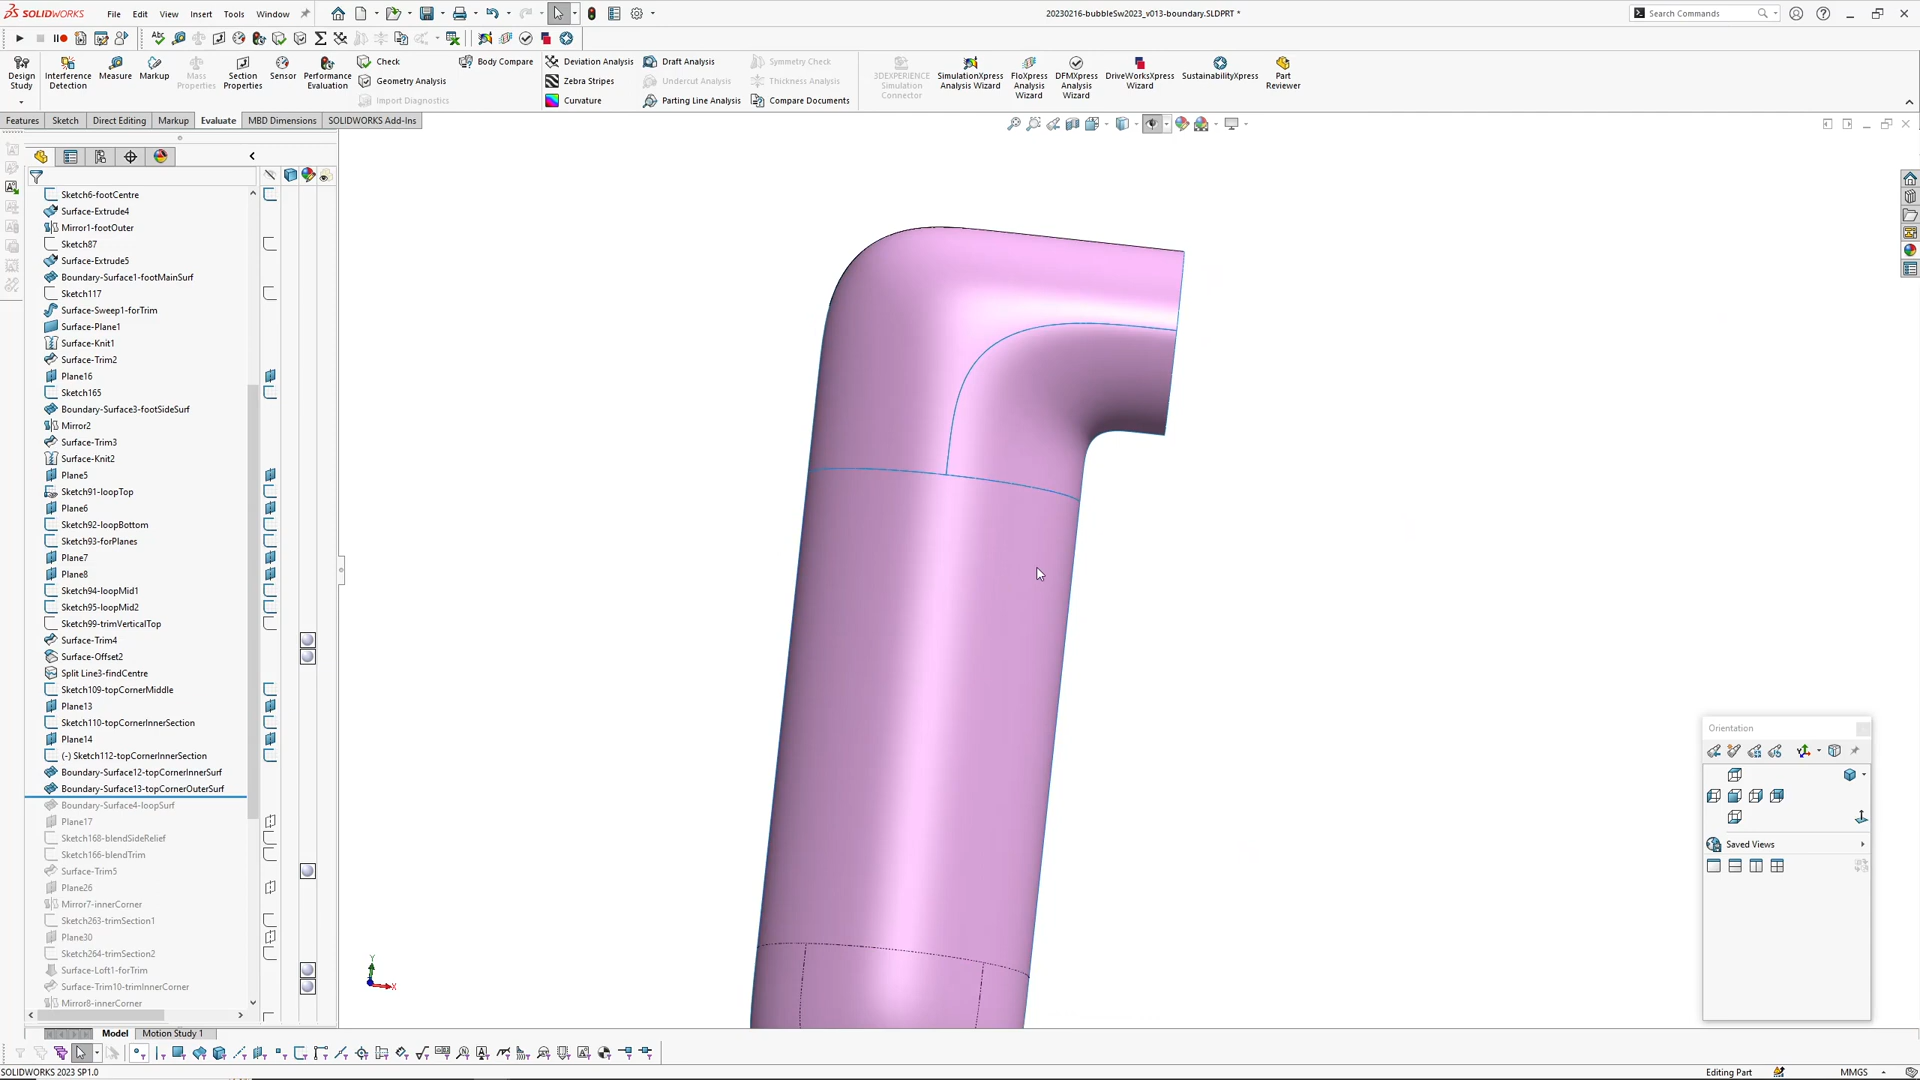 SOLIDWORKS
File Edit View Insert Tools Window
20230216-bubbleSw2023_v013-boundary.SLDPRT *
Search Commands
Design Study
Interference Detection
Measure
Markup
Mass Properties
Section Properties
Sensor
Performance Evaluation
Check
Geometry Analysis
Import Diagnostics
Body Compare
Deviation Analysis
Zebra Stripes
Curvature
Draft Analysis
Undercut Analysis
Parting Line Analysis
Symmetry Check
Thickness Analysis
Compare Documents
3DEXPERIENCE Simulation Connector
SimulationXpress Analysis Wizard
FloXpress Analysis Wizard
DFMXpress Analysis Wizard
DriveWorksXpress Wizard
SustainabilityXpress
Part Reviewer
Features Sketch Direct Editing Markup Evaluate MBD Dimensions SOLIDWORKS Add-Ins
Sketch6-footCentre
Surface-Extrude4
Mirror1-footOuter
Sketch87
Surface-Extrude5
Boundary-Surface1-footMainSurf
Sketch117
Surface-Sweep1-forTrim
Surface-Plane1
Surface-Knit1
Surface-Trim2
Plane16
Sketch165
Boundary-Surface3-footSideSurf
Mirror2
Surface-Trim3
Surface-Knit2
Plane5
Sketch91-loopTop
Plane6
Sketch92-loopBottom
Sketch93-forPlanes
Plane7
Plane8
Sketch94-loopMid1
Sketch95-loopMid2
Sketch99-trimVerticalTop
Surface-Trim4
Surface-Offset2
Split Line3-findCentre
Sketch109-topCornerMiddle
Plane13
Sketch110-topCornerInnerSection
Plane14
(-) Sketch112-topCornerInnerSection
Boundary-Surface12-topCornerInnerSurf
Boundary-Surface13-topCornerOuterSurf
Boundary-Surface4-loopSurf
Plane17
Sketch168-blendSideRelief
Sketch166-blendTrim
Surface-Trim5
Plane26
Mirror7-innerCorner
Sketch263-trimSection1
Plane30
Sketch264-trimSection2
Surface-Loft1-forTrim
Surface-Trim10-trimInnerCorner
Mirror8-innerCorner
Orientation
Saved Views
Y
X
Model Motion Study 1
SOLIDWORKS 2023 SP1.0
Editing Part
MMGS